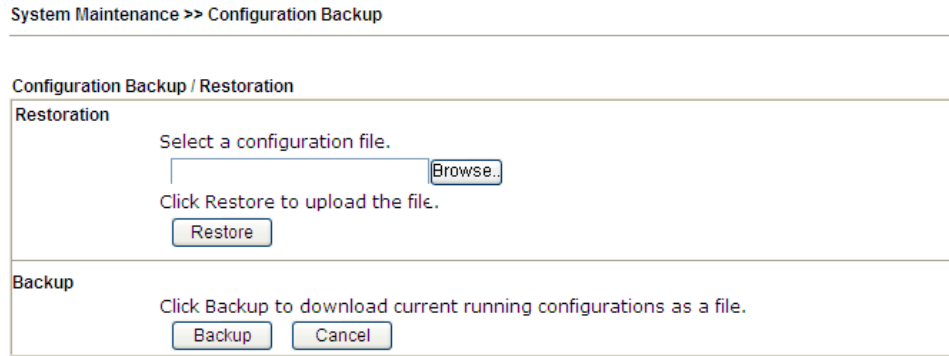 System Maintenance >> Configuration Backup
Configuration Backup / Restoration
Restoration
Select a configuration file.
Browse..
Click Restore to upload the file.
Restore
Backup
Click Backup to download current running configurations as a file.
Backup Cancel